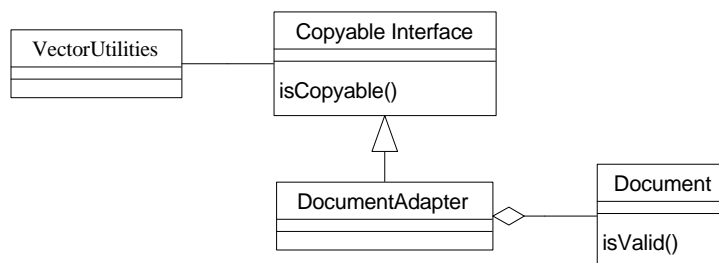 VectorUtilities
Copyable Interface
isCopyable()
DocumentAdapter
Document
isValid()